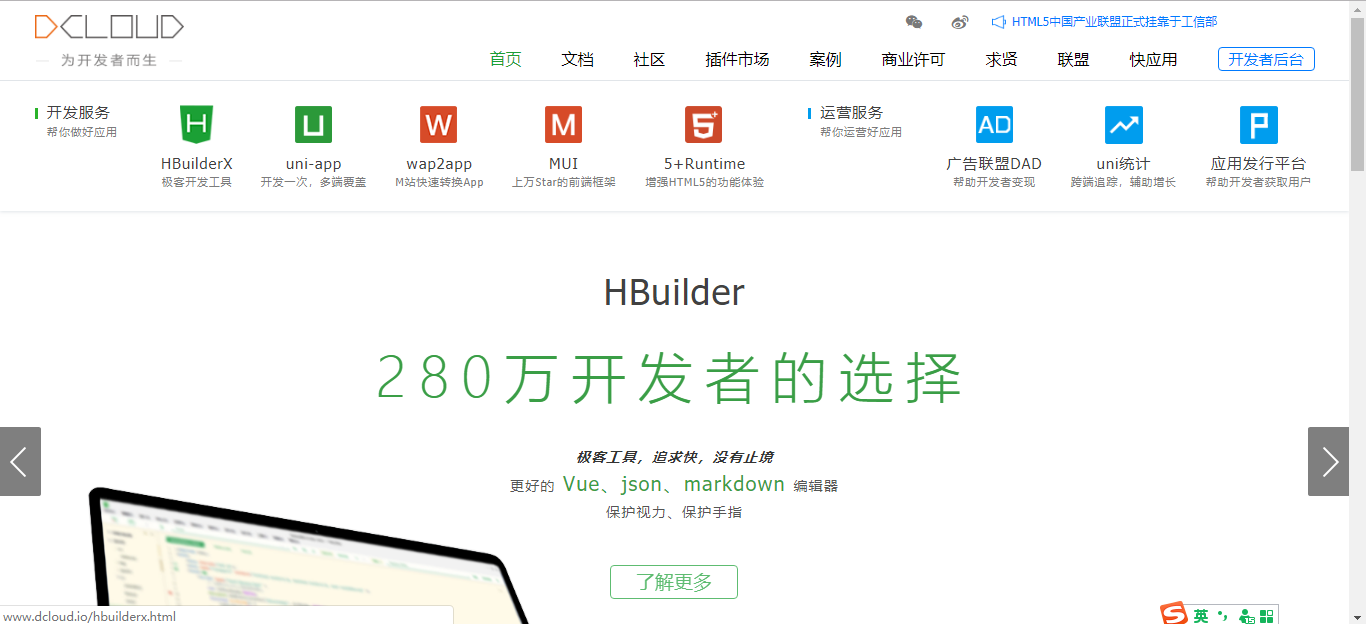 DCLOUD
为开发者而生
HTML5中国产业联盟正式挂靠于工信部
首页 文档 社区 插件市场 案例 商业许可 求贤 联盟 快应用 开发者后台
开发服务
帮你做好应用
H
HBuilderX
极客开发工具
U
uni-app
开发一次，多端覆盖
W
wap2app
M站快速转换App
M
MUI
上万Star的前端框架
5+
5+Runtime
增强HTML5的功能体验
运营服务
帮你运营好应用
AD
广告联盟DAD
帮助开发者变现
uni统计
跨端追踪，辅助增长
P
应用发行平台
帮助开发者获取用户
HBuilder
280万开发者的选择
极客工具，追求快，没有止境
更好的 Vue、json、markdown 编辑器
保护视力、保护手指
了解更多
www.dcloud.io/hbuilderx.html
S 英 •,